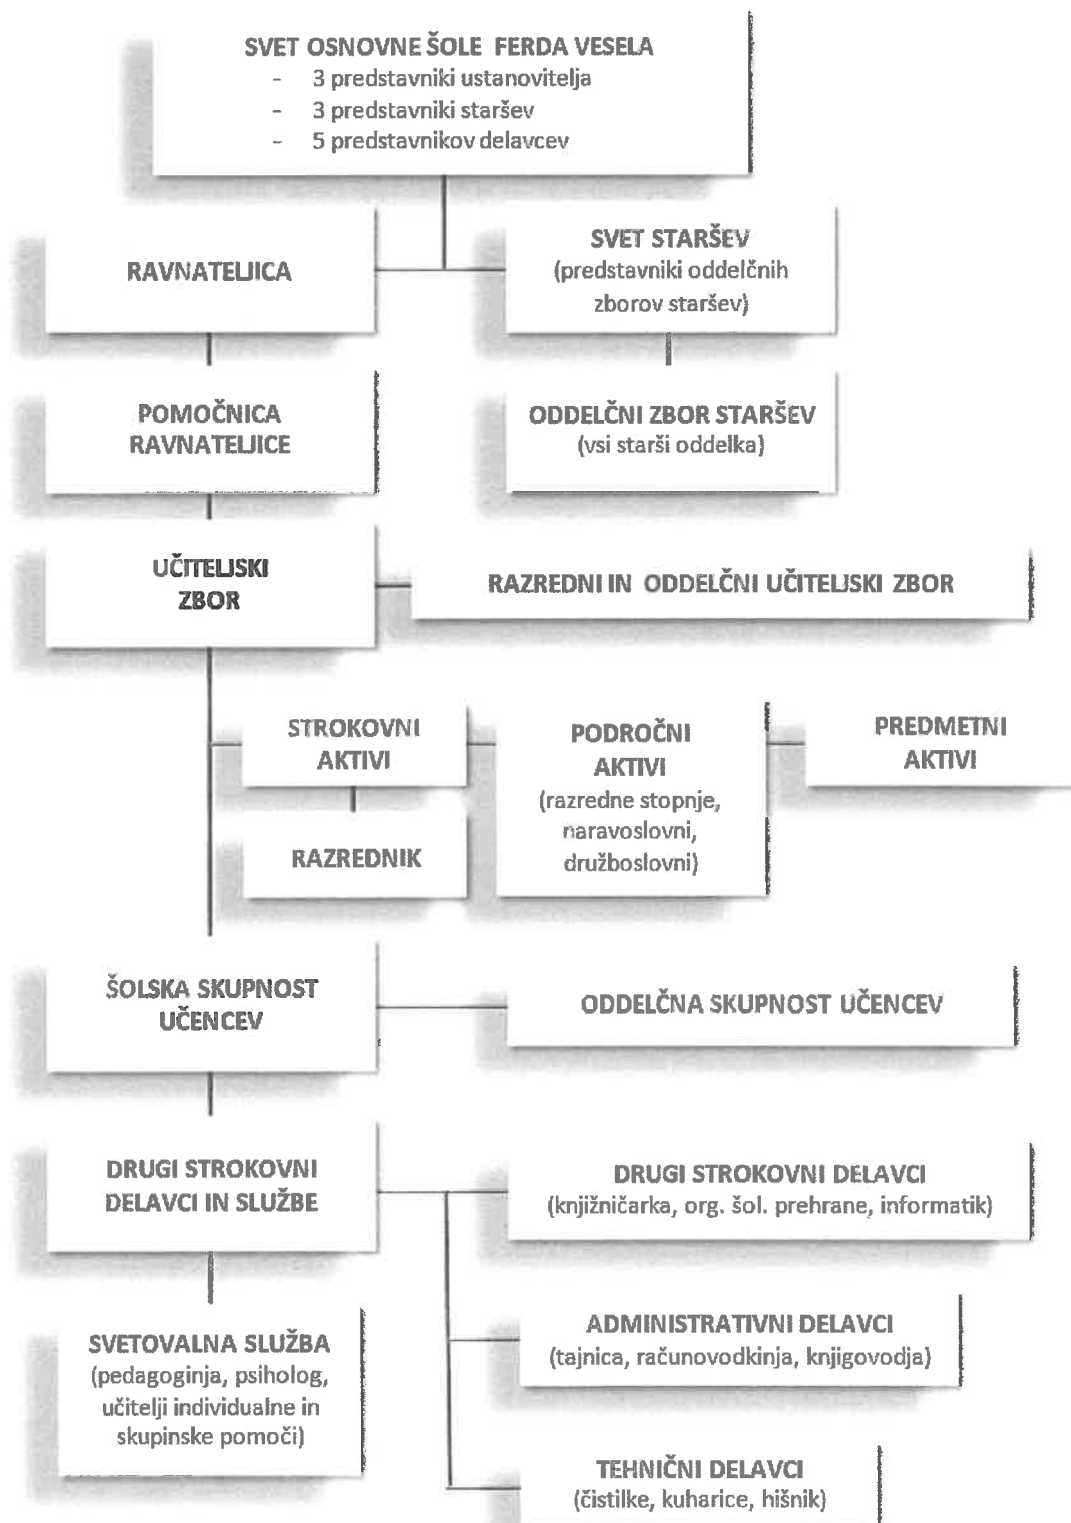 SVET OSNOVNE ŠOLE FERDA VESELA
- 3 predstavniki ustanovitelja
- 3 predstavniki staršev
- 5 predstavnikov delavcev
RAVNATELJICA
SVET STARŠEV
(predstavniki oddelčnih
zborov staršev)
POMOČNICA
RAVNATELJICE
ODDELČNI ZBOR STARŠEV
(vsi starši oddelka)
UČITELJSKI
ZBOR
RAZREDNI IN ODDELČNI UČITELJSKI ZBOR
STROKOVNI
AKTIVI
PODROČNI
AKTIVI
(razredne stopnje,
naravoslovni,
družboslovni)
PREDMETNI
AKTIVI
RAZREDNIK
ŠOLSKA SKUPNOST
UČENCEV
ODDELČNA SKUPNOST UČENCEV
DRUGI STROKOVNI
DELAVCI IN SLUŽBE
DRUGI STROKOVNI DELAVCI
(knjižničarka, org. šol. prehrane, informatik)
SVETOVALNA SLUŽBA
(pedagoginja, psiholog,
učitelji individualne in
skupinske pomoči)
ADMINISTRATIVNI DELAVCI
(tajnica, računovodkinja, knjigovodja)
TEHNIČNI DELAVCI
(čistilke, kuharice, hišnik)